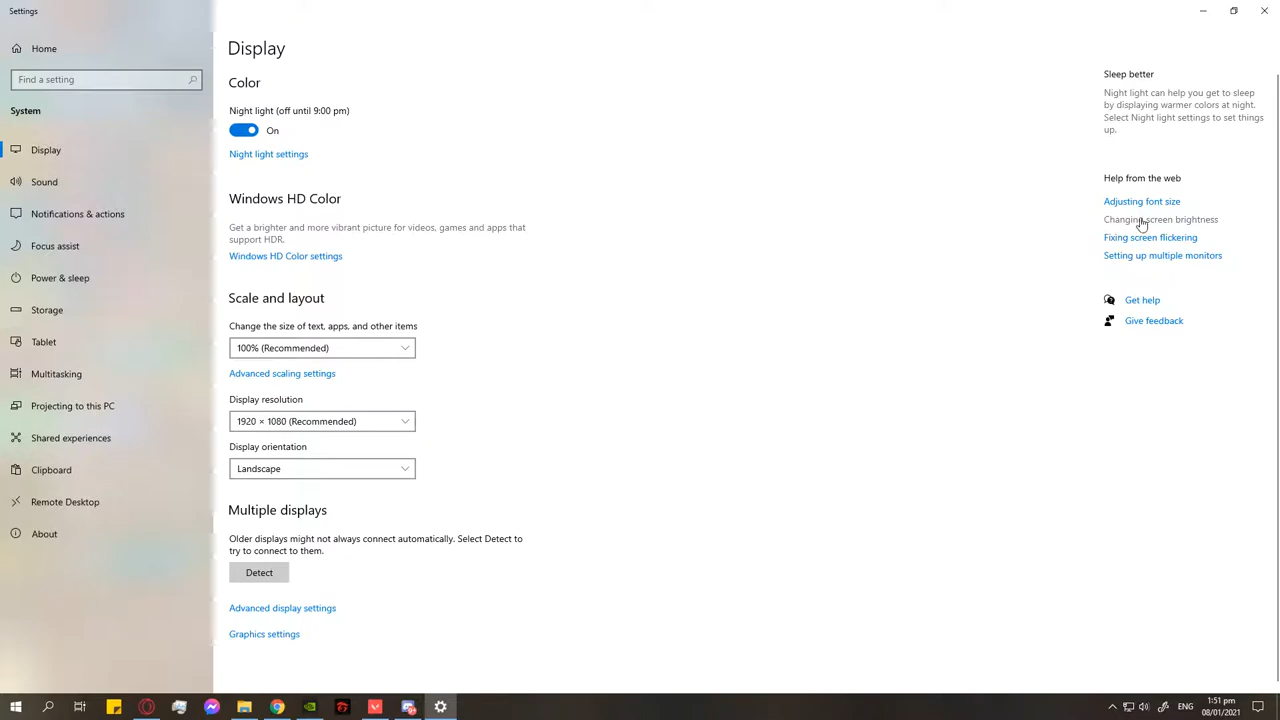 Settings
Home
Find a setting
System
Display
Sound
Notifications & actions
Focus assist
Power & sleep
Storage
Tablet
Multitasking
Projecting to this PC
Shared experiences
Clipboard
Remote Desktop
About
Display
Color
Night light (off until 9:00 pm)
On
Night light settings
Windows HD Color
Get a brighter and more vibrant picture for videos, games and apps that
support HDR.
Windows HD Color settings
Scale and layout
Change the size of text, apps, and other items
100% (Recommended)
Advanced scaling settings
Display resolution
1920 × 1080 (Recommended)
Display orientation
Landscape
Multiple displays
Older displays might not always connect automatically. Select Detect to
try to connect to them.
Detect
Advanced display settings
Graphics settings
Sleep better
Night light can help you get to sleep
by displaying warmer colors at night.
Select Night light settings to set things
up.
Help from the web
Adjusting font size
Changing screen brightness
Fixing screen flickering
Setting up multiple monitors
Get help
Give feedback
ENG
1:51 pm
08/01/2021